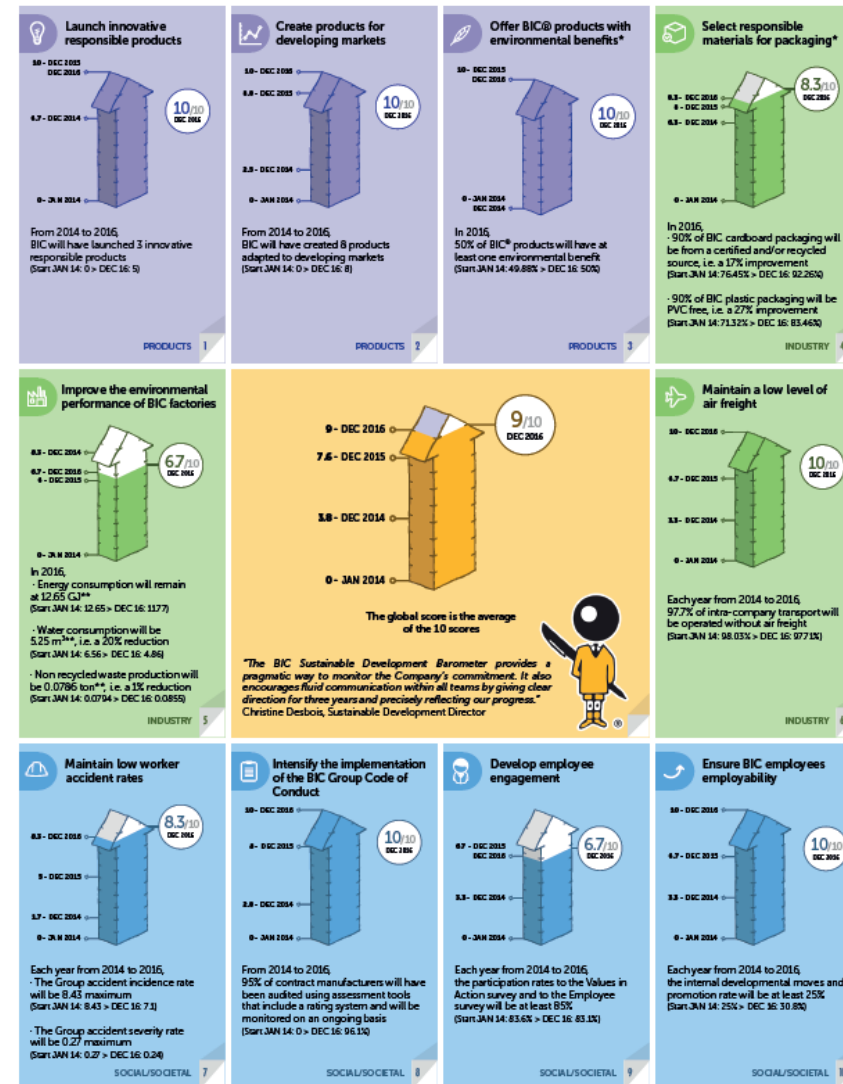 Launch innovative
responsible products
10 - DEC 2015
DEC 2016
6.7 - DEC 2014
0 - JAN 2014
10/10
DEC 2016
From 2014 to 2016,
BIC will have launched 3 innovative
responsible products
(Start JAN 14: 0 > DEC 16: 5)
PRODUCTS 1
Create products for
developing markets
10 - DEC 2016
DEC 2015
2.5 - DEC 2014
0 - JAN 2014
10/10
DEC 2016
From 2014 to 2016,
BIC will have created 8 products
adapted to developing markets
(Start JAN 14: 0 > DEC 16: 8)
PRODUCTS 2
Offer BIC® products with
environmental benefits*
10 - DEC 2015
DEC 2016
0 - JAN 2014
DEC 2014
10/10
DEC 2016
In 2016,
50% of BIC® products will have at
least one environmental benefit
(Start JAN 14: 49.88% > DEC 16: 50%)
PRODUCTS 3
Select responsible
materials for packaging*
8.3 - DEC 2016
8 - DEC 2015
6.3 - DEC 2014
0 - JAN 2014
8.3/10
DEC 2016
In 2016,
· 90% of BIC cardboard packaging will
be from a certified and/or recycled
source, i.e. a 17% improvement
(Start JAN 14: 76.45% > DEC 16: 92.26%)
· 90% of BIC plastic packaging will be
PVC free, i.e. a 27% improvement
(Start JAN 14: 71.32% > DEC 16: 83.46%)
INDUSTRY 4
Improve the environmental
performance of BIC factories
8.3 - DEC 2014
6.7 - DEC 2016
6 - DEC 2015
0 - JAN 2014
6.7/10
DEC 2016
In 2016,
· Energy consumption will remain
at 12.65 GJ**
(Start JAN 14: 12.65 > DEC 16: 11.77)
· Water consumption will be
5.25 m³**, i.e. a 20% reduction
(Start JAN 14: 6.56 > DEC 16: 4.86)
· Non recycled waste production will
be 0.0786 ton**, i.e. a 1% reduction
(Start JAN 14: 0.0794 > DEC 16: 0.0855)
INDUSTRY 5
9 - DEC 2016
7.6 - DEC 2015
3.8 - DEC 2014
0 - JAN 2014
9/10
DEC 2016
The global score is the average
of the 10 scores
"The BIC Sustainable Development Barometer provides a
pragmatic way to monitor the Company's commitment. It also
encourages fluid communication within all teams by giving clear
direction for three years and precisely reflecting our progress."
Christine Desbois, Sustainable Development Director
®
Maintain a low level of
air freight
10 - DEC 2016
6.7 - DEC 2015
3.3 - DEC 2014
0 - JAN 2014
10/10
DEC 2016
Each year from 2014 to 2016,
97.7% of intra-company transport will
be operated without air freight
(Start JAN 14: 98.03% > DEC 16: 97.71%)
INDUSTRY
Maintain low worker
accident rates
8.3 - DEC 2016
5 - DEC 2015
1.7 - DEC 2014
0 - JAN 2014
8.3/10
DEC 2016
Each year from 2014 to 2016,
· The Group accident incidence rate
will be 8.43 maximum
(Start JAN 14: 8.43 > DEC 16: 7.1)
· The Group accident severity rate
will be 0.27 maximum
(Start JAN 14: 0.27 > DEC 16: 0.24)
SOCIAL/SOCIETAL 7
Intensify the implementation
of the BIC Group Code of
Conduct
10 - DEC 2016
DEC 2015
DEC 2014
0 - JAN 2014
10/10
DEC 2016
From 2014 to 2016,
95% of contract manufacturers will have
been audited using assessment tools
that include a rating system and will be
monitored on an ongoing basis
(Start JAN 14: 0 > DEC 16: 96.1%)
SOCIAL/SOCIETAL 8
Develop employee
engagement
6.7 - DEC 2015
DEC 2016
3.3 - DEC 2014
0 - JAN 2014
6.7/10
DEC 2016
Each year from 2014 to 2016,
the participation rates to the Values in
Action survey and to the Employee
survey will be at least 85%
(Start JAN 14: 83.6% > DEC 16: 83.1%)
SOCIAL/SOCIETAL 9
Ensure BIC employees
employability
10 - DEC 2016
6.7 - DEC 2015
3.3 - DEC 2014
0 - JAN 2014
10/10
DEC 2016
Each year from 2014 to 2016,
the internal developmental moves and
promotion rate will be at least 25%
(Start JAN 14: 25% > DEC 16: 30.8%)
SOCIAL/SOCIETAL